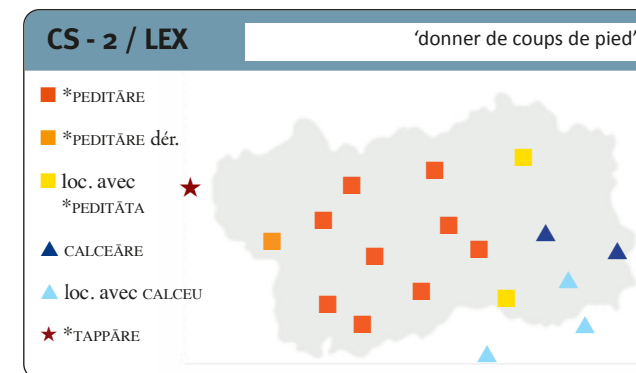 CS - 2 / LEX
‘donner de coups de pied’
*PEDITĀRE
*PEDITĀRE dér.
loc. avec
*PEDITĀTA
CALCEĀRE
loc. avec CALCEU
*TAPPĀRE